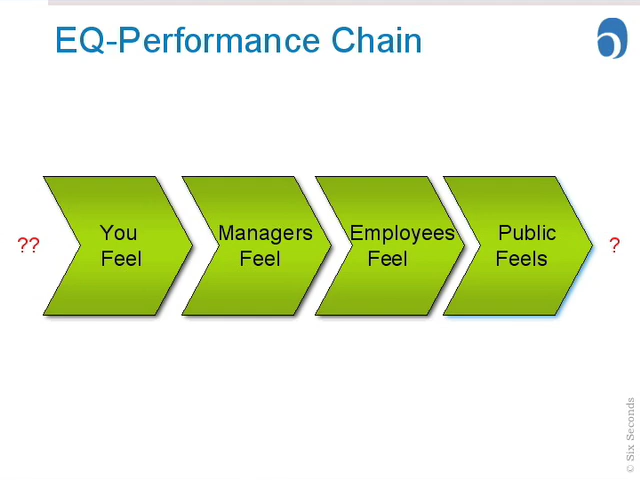 EQ-Performance Chain
??
You
Feel
Managers
Feel
Employees
Feel
Public
Feels
?
© Six Seconds